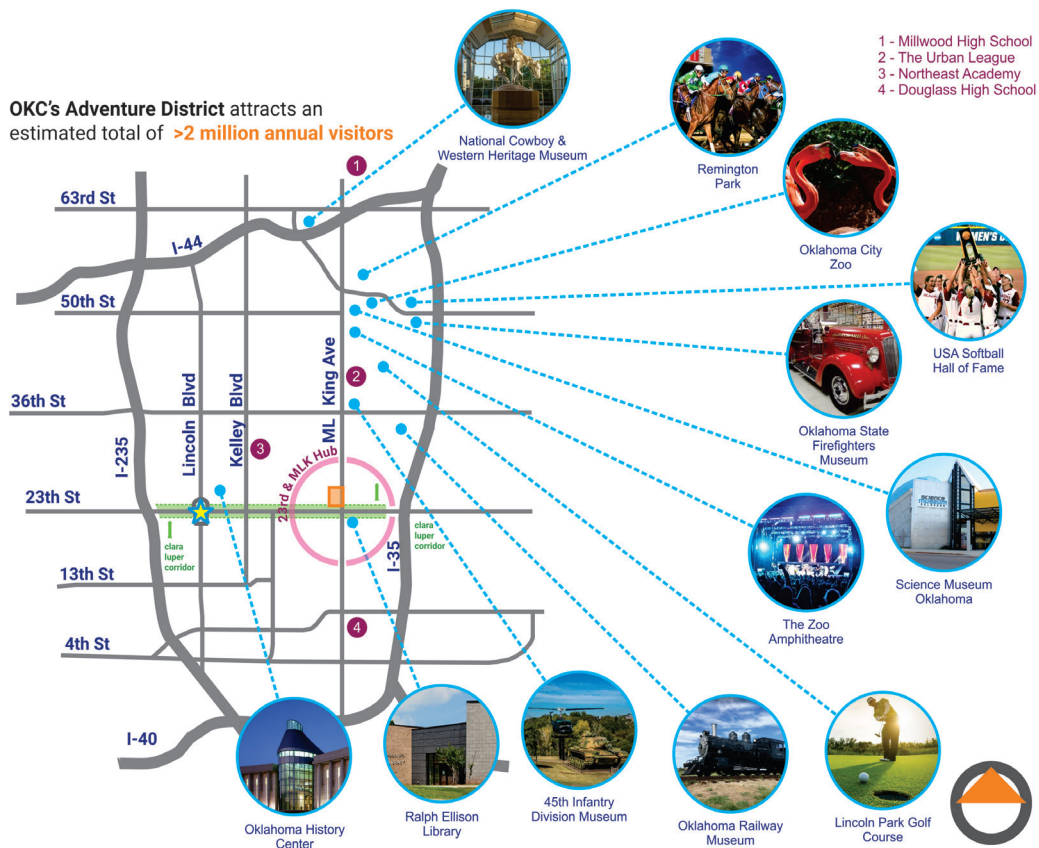 OKC's Adventure District attracts an
estimated total of >2 million annual visitors
1 - Millwood High School
2 - The Urban League
3 - Northeast Academy
4 - Douglass High School
National Cowboy &
Western Heritage Museum
Remington
Park
Oklahoma City
Zoo
WOMEN'S CO
USA Softball
Hall of Fame
Oklahoma State
Firefighters
Museum
SCIENCE
Science Museum
Oklahoma
The Zoo
Amphitheatre
Lincoln Park Golf
Course
Oklahoma Railway
Museum
45th Infantry
Division Museum
Ralph Ellison
Library
Oklahoma History
Center
1
63rd St
I-44
50th St
Lincoln Blvd
Kelley Blvd
ML King Ave
2
36th St
I-235
3
23rd & MLK Hub
23rd St
clara
luper
corridor
clara
luper
corridor
I-35
13th St
4
4th St
I-40